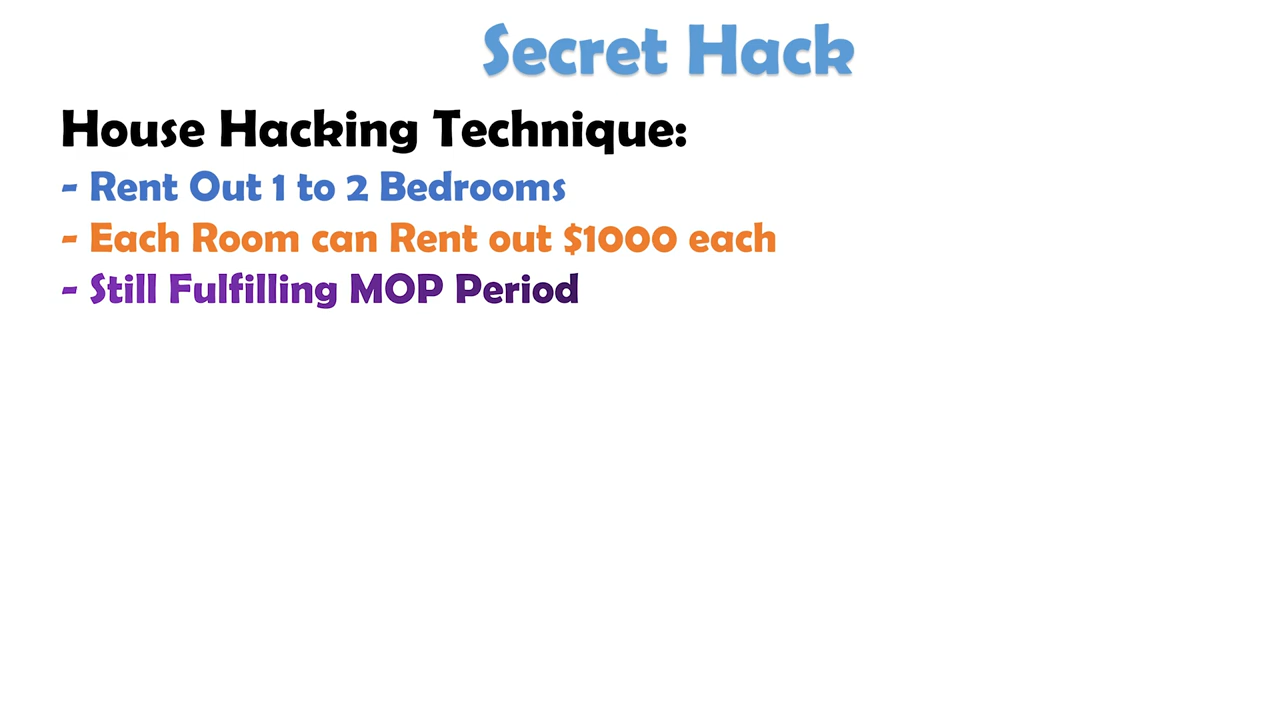 Secret Hack
House Hacking Technique:
- Rent Out 1 to 2 Bedrooms
- Each Room can Rent out $1000 each
- Still Fulfilling MOP Period